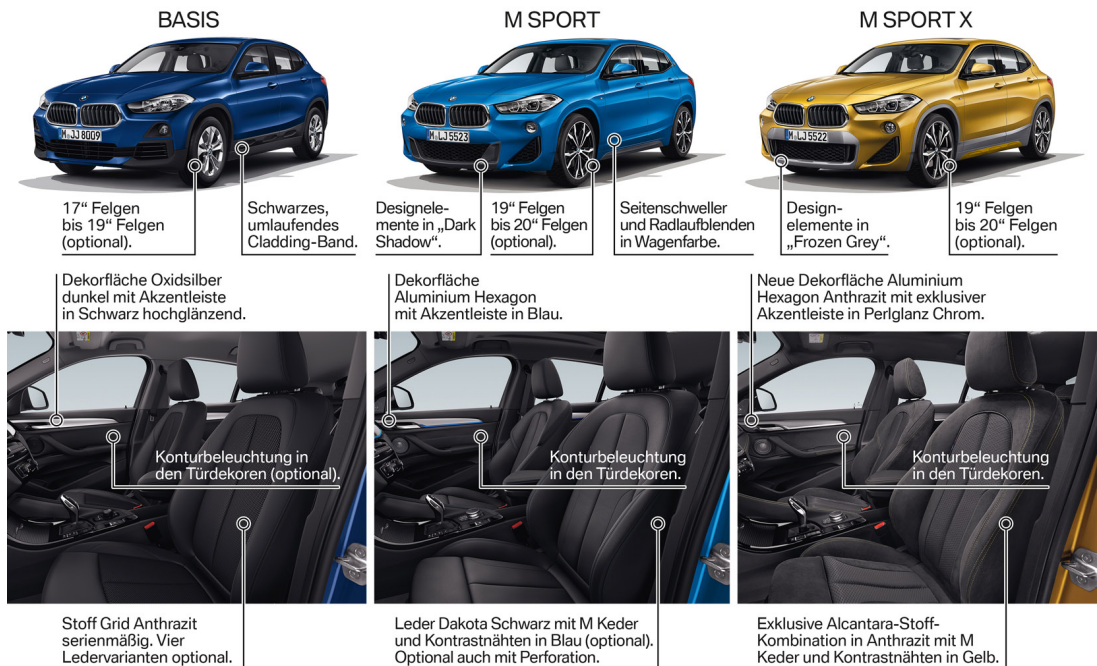 BASIS
M SPORT
M SPORT X
M JJ 8009
M LJ 5523
M LJ 5522
17“ Felgen
bis 19“ Felgen
(optional).
Schwarzes,
umlaufendes
Cladding-Band.
Designele-
mente in „Dark
Shadow“.
19“ Felgen
bis 20“ Felgen
(optional).
Seitenschweller
und Radlaufblenden
in Wagenfarbe.
Design-
elemente in
„Frozen Grey“.
19“ Felgen
bis 20“ Felgen
(optional).
Dekorfläche Oxidsilber
dunkel mit Akzentleiste
in Schwarz hochglänzend.
Dekorfläche
Aluminium Hexagon
mit Akzentleiste in Blau.
Neue Dekorfläche Aluminium
Hexagon Anthrazit mit exklusiver
Akzentleiste in Perlglanz Chrom.
Konturbeleuchtung in
den Türdekoren (optional).
Konturbeleuchtung
in den Türdekoren.
Konturbeleuchtung
in den Türdekoren.
Stoff Grid Anthrazit
serienmäßig. Vier
Ledervarianten optional.
Leder Dakota Schwarz mit M Keder
und Kontrastnähten in Blau (optional).
Optional auch mit Perforation.
Exklusive Alcantara-Stoff-
Kombination in Anthrazit mit M
Keder und Kontrastnähten in Gelb.